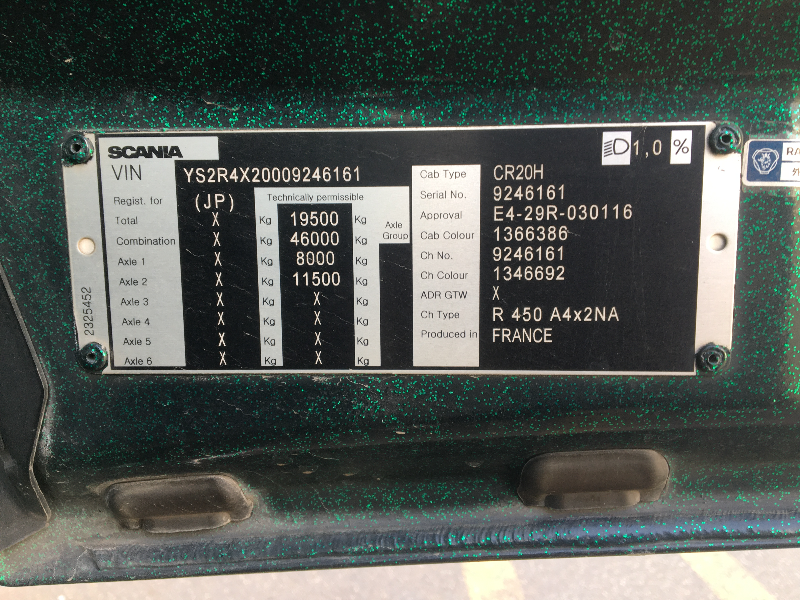 SCANIA 1,0 %
VIN YS2R4X20009246161
Regist. for (JP) Technically permissible
Total X Kg 19500 Kg Axle Group
Combination X Kg 46000 Kg
Axle 1 X Kg 8000 Kg
Axle 2 X Kg 11500 Kg
Axle 3 X Kg X Kg
Axle 4 X Kg X Kg
Axle 5 X Kg X Kg
Axle 6 X Kg X Kg
Cab Type CR20H
Serial No. 9246161
Approval E4-29R-030116
Cab Colour 1366386
Ch No. 9246161
Ch Colour 1346692
ADR GTW X
Ch Type R 450 A4x2NA
Produced in FRANCE
2325452